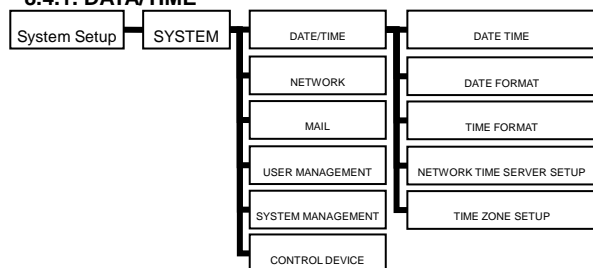 8.4.1. DATA/TIME
System Setup SYSTEM DATE/TIME DATE TIME
NETWORK DATE FORMAT
MAIL TIME FORMAT
USER MANAGEMENT NETWORK TIME SERVER SETUP
SYSTEM MANAGEMENT TIME ZONE SETUP
CONTROL DEVICE